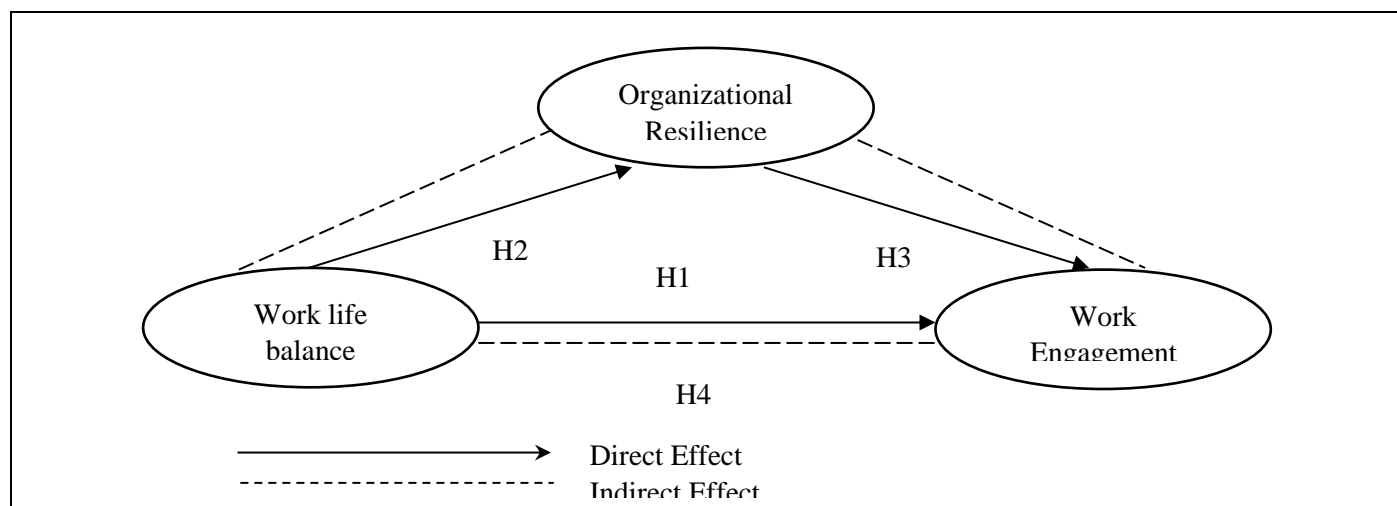 Organizational
Resilience
H2
H3
H1
Work life
balance
Work
Engagement
H4
Direct Effect
Indirect Effect